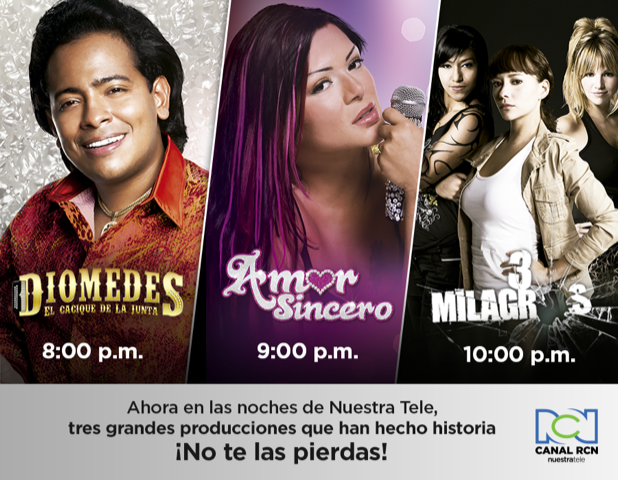 DIOMEDES
EL CACIQUE DE LA JUNTA
8:00 p.m.
Amor
Sincero
9:00 p.m.
3
MILAGROS
10:00 p.m.
Ahora en las noches de Nuestra Tele,
tres grandes producciones que han hecho historia
¡No te las pierdas!
RCN
CANAL RCN
nuestratele